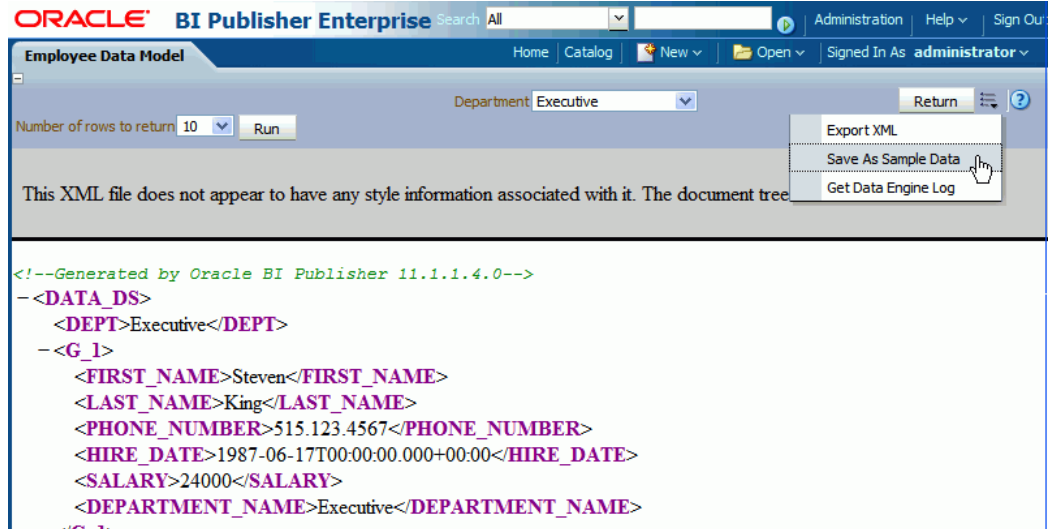 ORACLE BI Publisher Enterprise Search All Administration Help Sign Out
Employee Data Model Home Catalog New Open Signed In As administrator
Department Executive Return
Number of rows to return 10 Run
Export XML
Save As Sample Data
Get Data Engine Log
This XML file does not appear to have any style information associated with it. The document tree
<!--Generated by Oracle BI Publisher 11.1.1.4.0-->
−<DATA_DS>
<DEPT>Executive</DEPT>
−<G_1>
<FIRST_NAME>Steven</FIRST_NAME>
<LAST_NAME>King</LAST_NAME>
<PHONE_NUMBER>515.123.4567</PHONE_NUMBER>
<HIRE_DATE>1987-06-17T00:00:00.000+00:00</HIRE_DATE>
<SALARY>24000</SALARY>
<DEPARTMENT_NAME>Executive</DEPARTMENT_NAME>